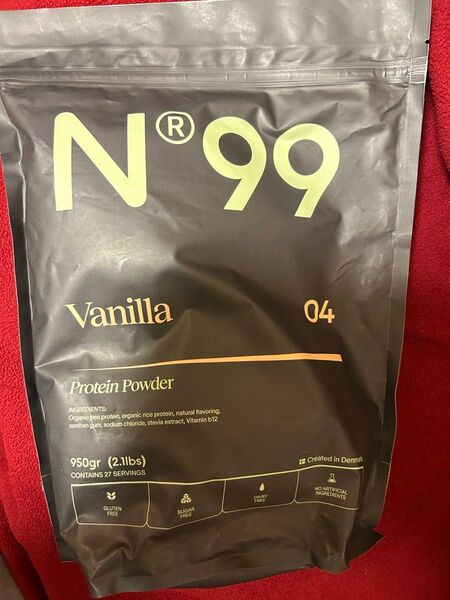 N®99
Vanilla 04
Protein Powder
INGREDIENTS:
Organic pea protein, organic rice protein, natural flavoring,
xanthan gum, sodium chloride, stevia extract, Vitamin b12
950gr (2.1lbs)
CONTAINS 27 SERVINGS
Created in Denmark
GLUTEN
FREE
SUGAR
FREE
DAIRY
FREE
NO ARTIFICIAL
INGREDIENTS